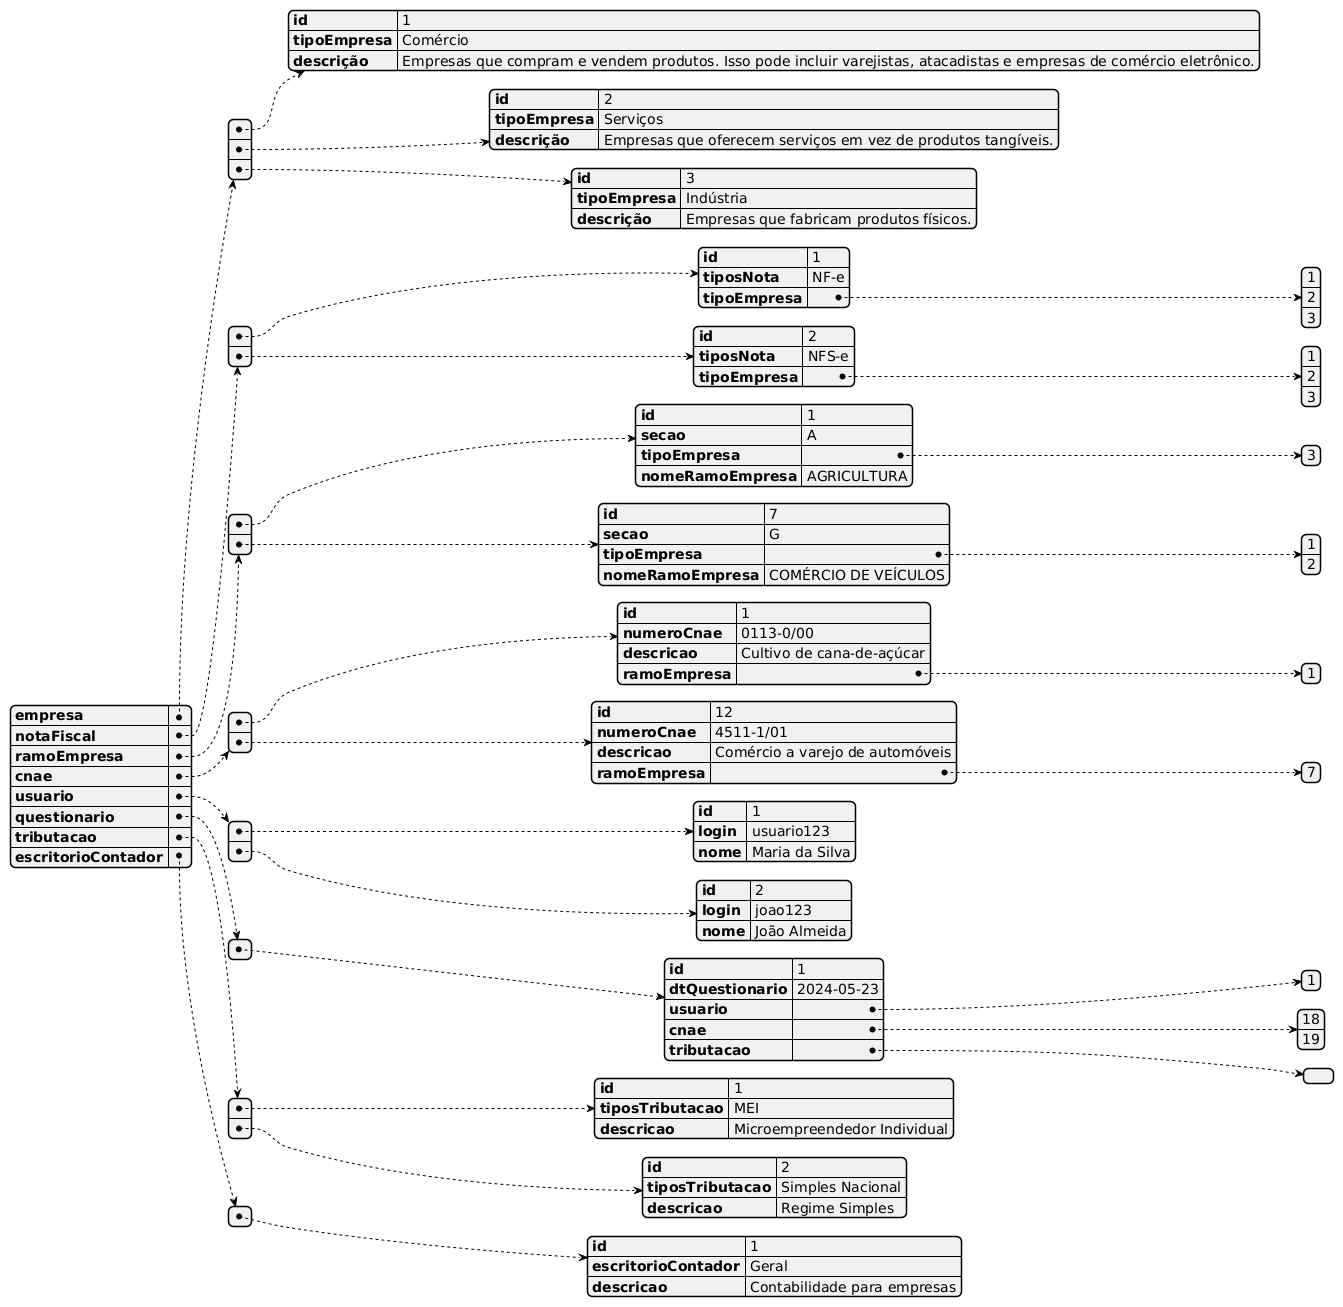 id 1
tipoEmpresa Comércio
descrição Empresas que compram e vendem produtos. Isso pode incluir varejistas, atacadistas e empresas de comércio eletrônico.
id 2
tipoEmpresa Serviços
descrição Empresas que oferecem serviços em vez de produtos tangíveis.
id 3
tipoEmpresa Indústria
descrição Empresas que fabricam produtos físicos.
id 1
tiposNota NF-e
tipoEmpresa
1
2
3
id 2
tiposNota NFS-e
tipoEmpresa
1
2
3
id 1
secao A
tipoEmpresa
3
nomeRamoEmpresa AGRICULTURA
id 7
secao G
tipoEmpresa
1
2
nomeRamoEmpresa COMÉRCIO DE VEÍCULOS
id 1
numeroCnae 0113-0/00
descricao Cultivo de cana-de-açúcar
ramoEmpresa
1
id 12
numeroCnae 4511-1/01
descricao Comércio a varejo de automóveis
ramoEmpresa
7
empresa
notaFiscal
ramoEmpresa
cnae
usuario
questionario
tributacao
escritorioContador
id 1
login usuario123
nome Maria da Silva
id 2
login joao123
nome João Almeida
id 1
dtQuestionario 2024-05-23
usuario
1
cnae
18
19
tributacao
id 1
tiposTributacao MEI
descricao Microempreendedor Individual
id 2
tiposTributacao Simples Nacional
descricao Regime Simples
id 1
escritorioContador Geral
descricao Contabilidade para empresas